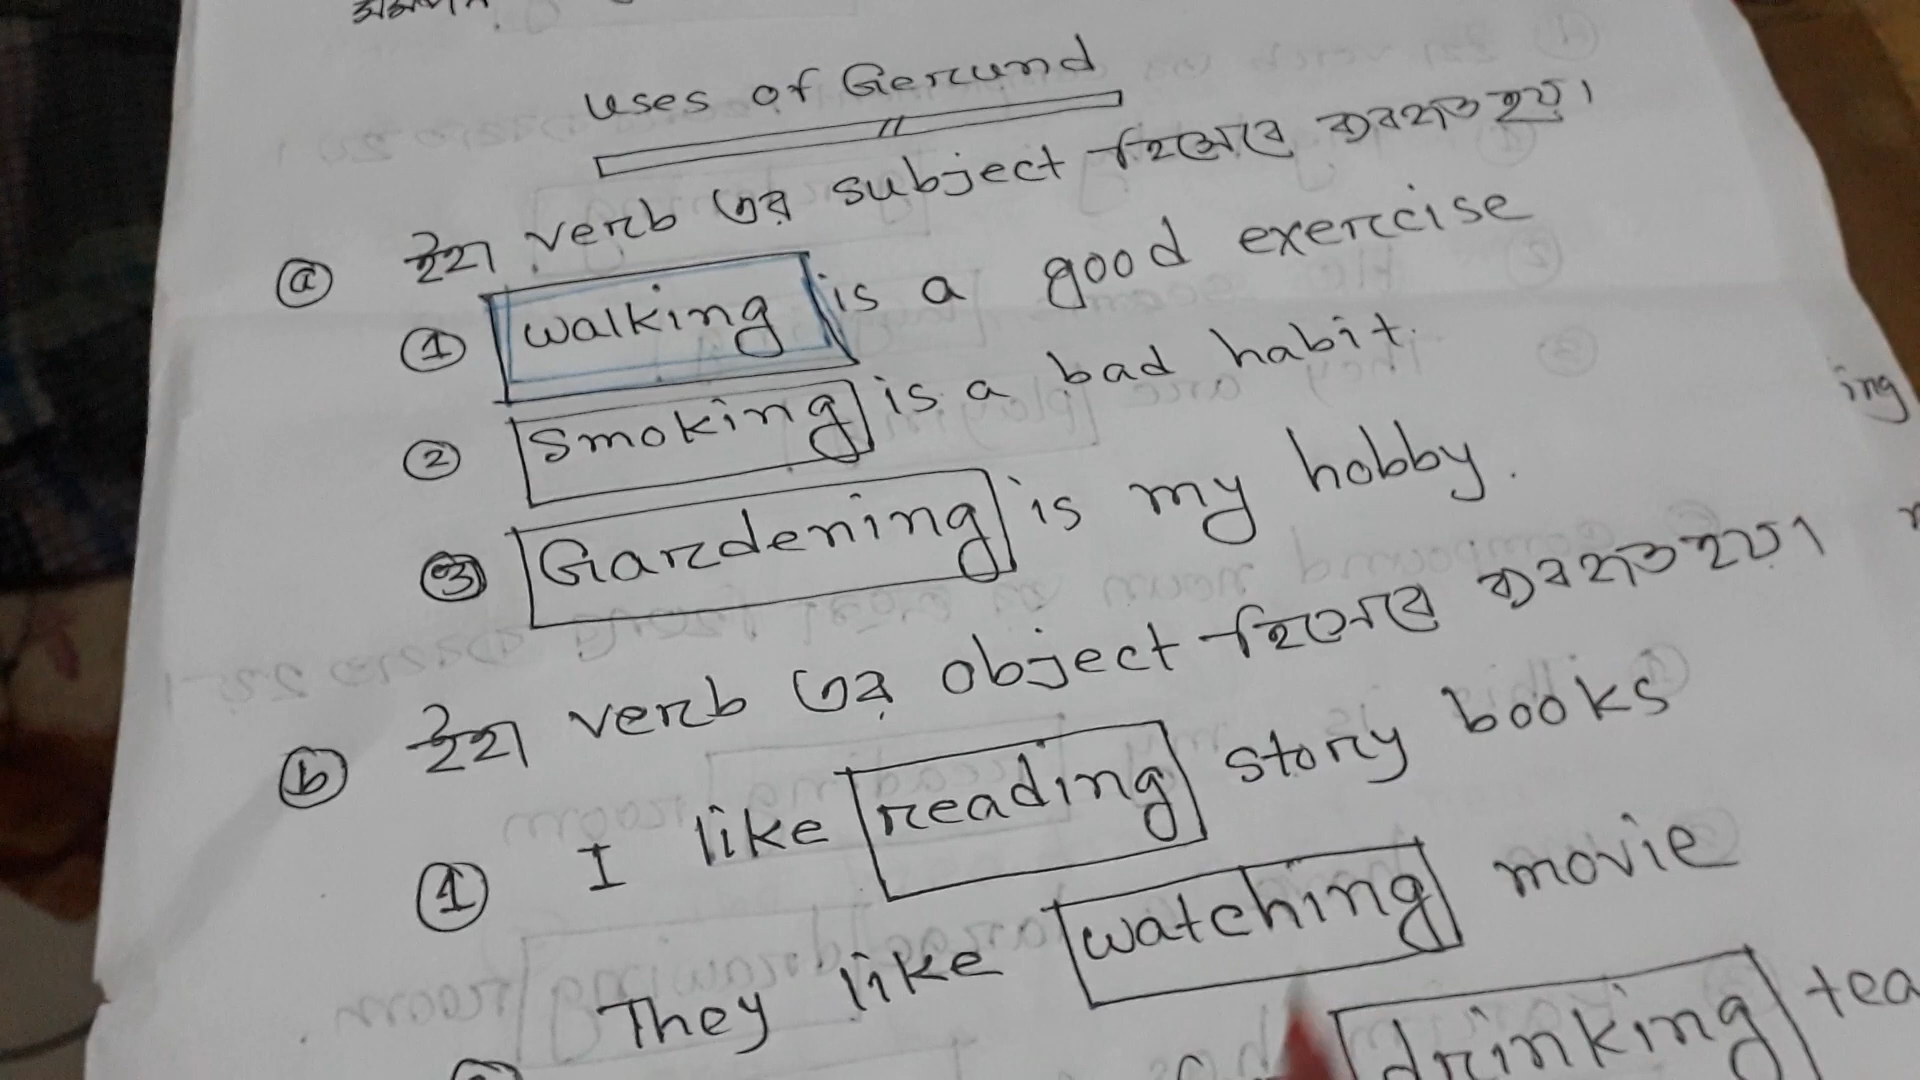 Uses of Gerund
ⓐ ইহা verb এর subject হিসেবে ব্যবহৃত হয়।
① walking is a good exercise
② Smoking is a bad habit.
③ Gardening is my hobby.
ing
ⓑ ইহা verb এর object হিসেবে ব্যবহৃত হয়।
① I like reading story books
They like watching movie
drinking tea